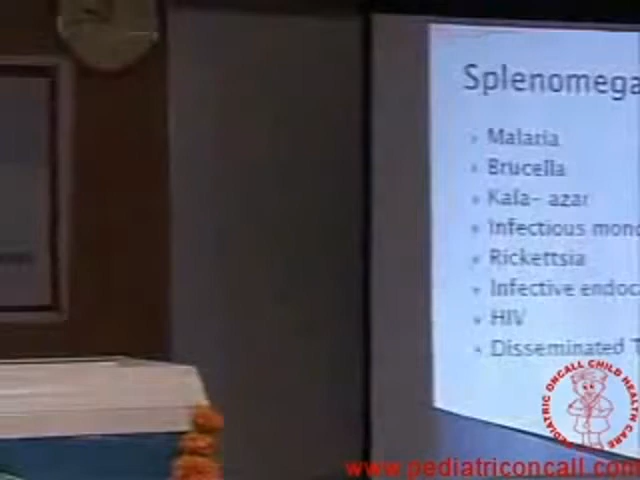 Splenomega
Malaria
Brucella
Kala- azar
Infectious mono
Rickettsia
Infective endoca
HIV
Disseminated T
PEDIATRIC ONCALL CHILD HEALTH CARE
www.pediatriconcall.com